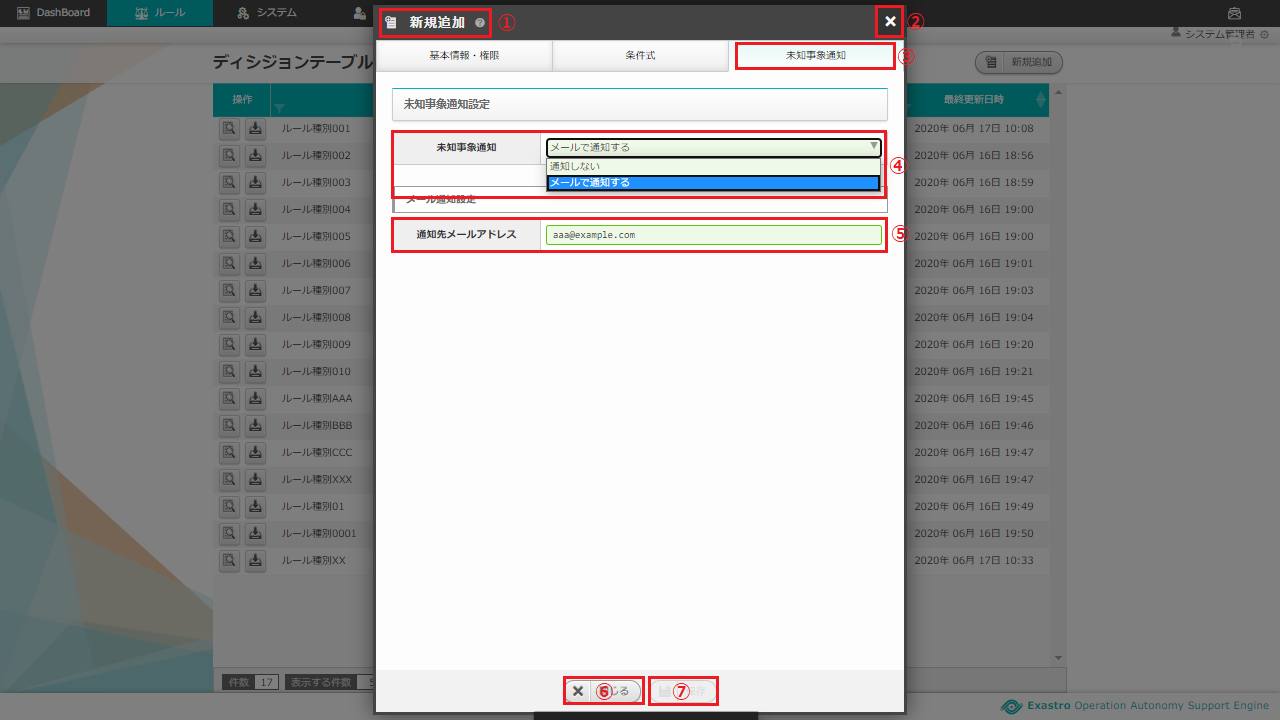 DashBoard ルール システム
新規追加 ①
②
システム管理者
ディシジョンテーブル
新規追加
基本情報・権限 条件式 未知事象通知 ③
操作 最終更新日時
未知事象通知設定
未知事象通知 メールで通知する
通知しない
メールで通知する
④
メール通知設定
通知先メールアドレス aaa@example.com ⑤
ルール種別001 2020年 06月 17日 10:08
ルール種別002 2020年 06月 16日 18:56
ルール種別003 2020年 06月 16日 18:59
ルール種別004 2020年 06月 16日 19:00
ルール種別005 2020年 06月 16日 19:00
ルール種別006 2020年 06月 16日 19:01
ルール種別007 2020年 06月 16日 19:03
ルール種別008 2020年 06月 16日 19:04
ルール種別009 2020年 06月 16日 19:20
ルール種別010 2020年 06月 16日 19:21
ルール種別AAA 2020年 06月 16日 19:45
ルール種別BBB 2020年 06月 16日 19:46
ルール種別CCC 2020年 06月 16日 19:47
ルール種別XXX 2020年 06月 16日 19:47
ルール種別01 2020年 06月 16日 19:49
ルール種別0001 2020年 06月 16日 19:50
ルール種別XX 2020年 06月 17日 10:33
件数 17 表示する件数
⑥ じる ⑦ 保存
Exastro Operation Autonomy Support Engine